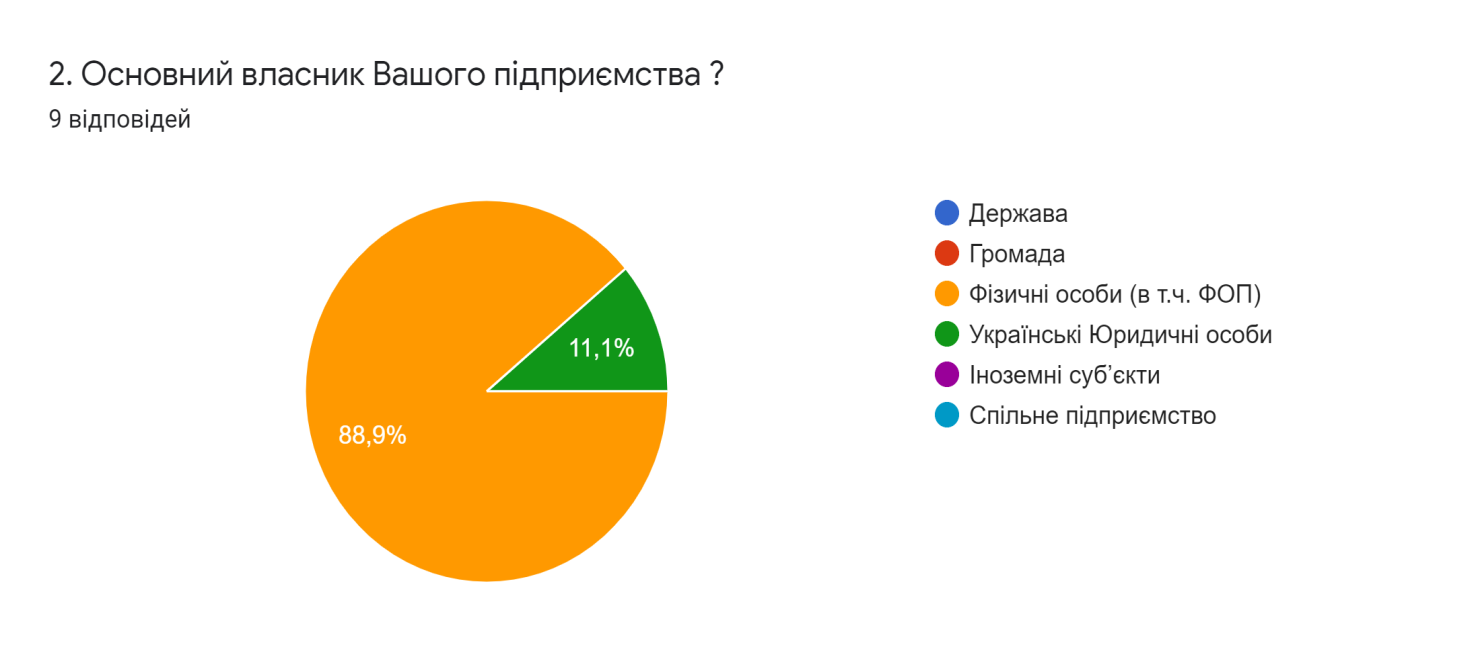 2. Основний власник Вашого підприємства ?
9 відповідей
11,1%
88,9%
Держава
Громада
Фізичні особи (в т.ч. ФОП)
Українські Юридичні особи
Іноземні суб’єкти
Спільне підприємство